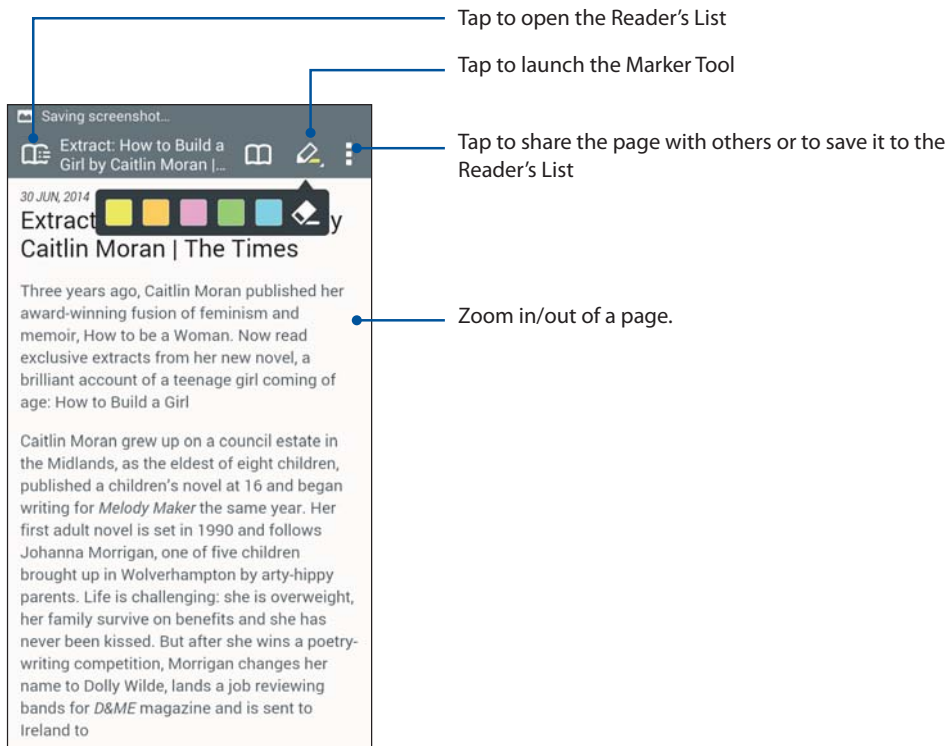 Tap to open the Reader’s List
Tap to launch the Marker Tool
Tap to share the page with others or to save it to the
Reader’s List
Zoom in/out of a page.
Saving screenshot...
Extract: How to Build a
Girl by Caitlin Moran |...
30 JUN, 2014
Extract y
Caitlin Moran | The Times
Three years ago, Caitlin Moran published her
award-winning fusion of feminism and
memoir, How to be a Woman. Now read
exclusive extracts from her new novel, a
brilliant account of a teenage girl coming of
age: How to Build a Girl
Caitlin Moran grew up on a council estate in
the Midlands, as the eldest of eight children,
published a children's novel at 16 and began
writing for Melody Maker the same year. Her
first adult novel is set in 1990 and follows
Johanna Morrigan, one of five children
brought up in Wolverhampton by arty-hippy
parents. Life is challenging: she is overweight,
her family survive on benefits and she has
never been kissed. But after she wins a poetry-
writing competition, Morrigan changes her
name to Dolly Wilde, lands a job reviewing
bands for D&ME magazine and is sent to
Ireland to